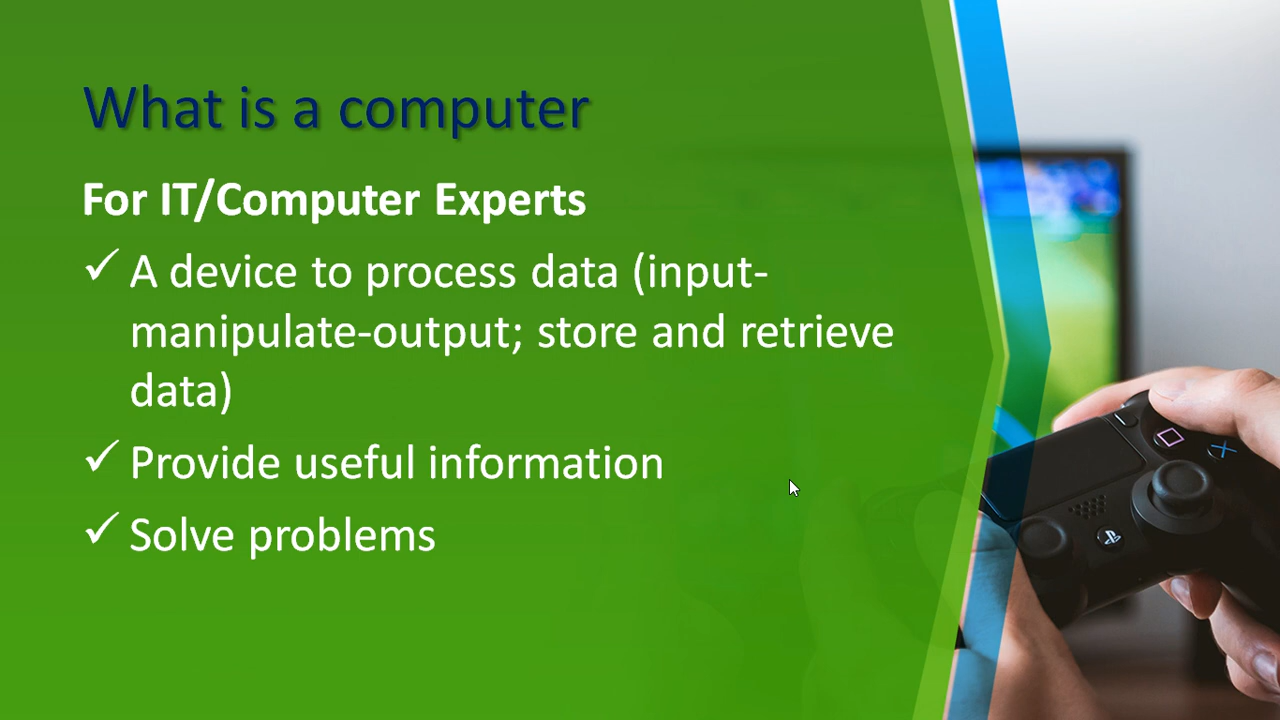 What is a computer
For IT/Computer Experts
✓ A device to process data (input-
manipulate-output; store and retrieve
data)
✓ Provide useful information
✓ Solve problems